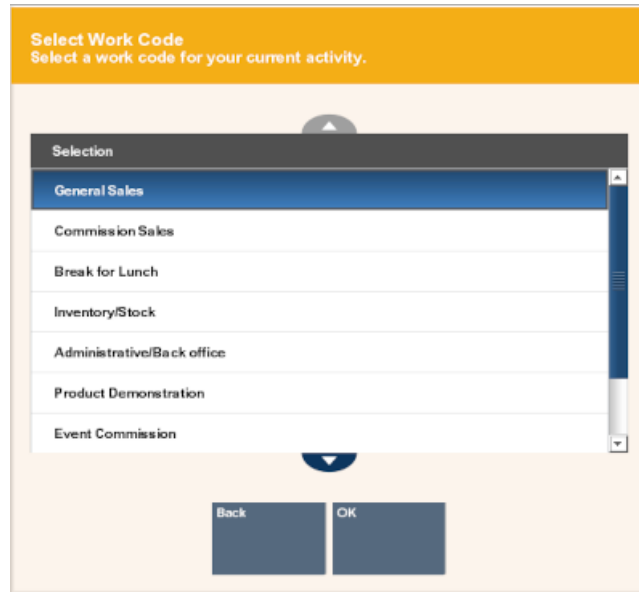 Select Work Code
Select a work code for your current activity.
Selection
General Sales
Commission Sales
Break for Lunch
Inventory/Stock
Administrative/Back office
Product Demonstration
Event Commission
Back
OK